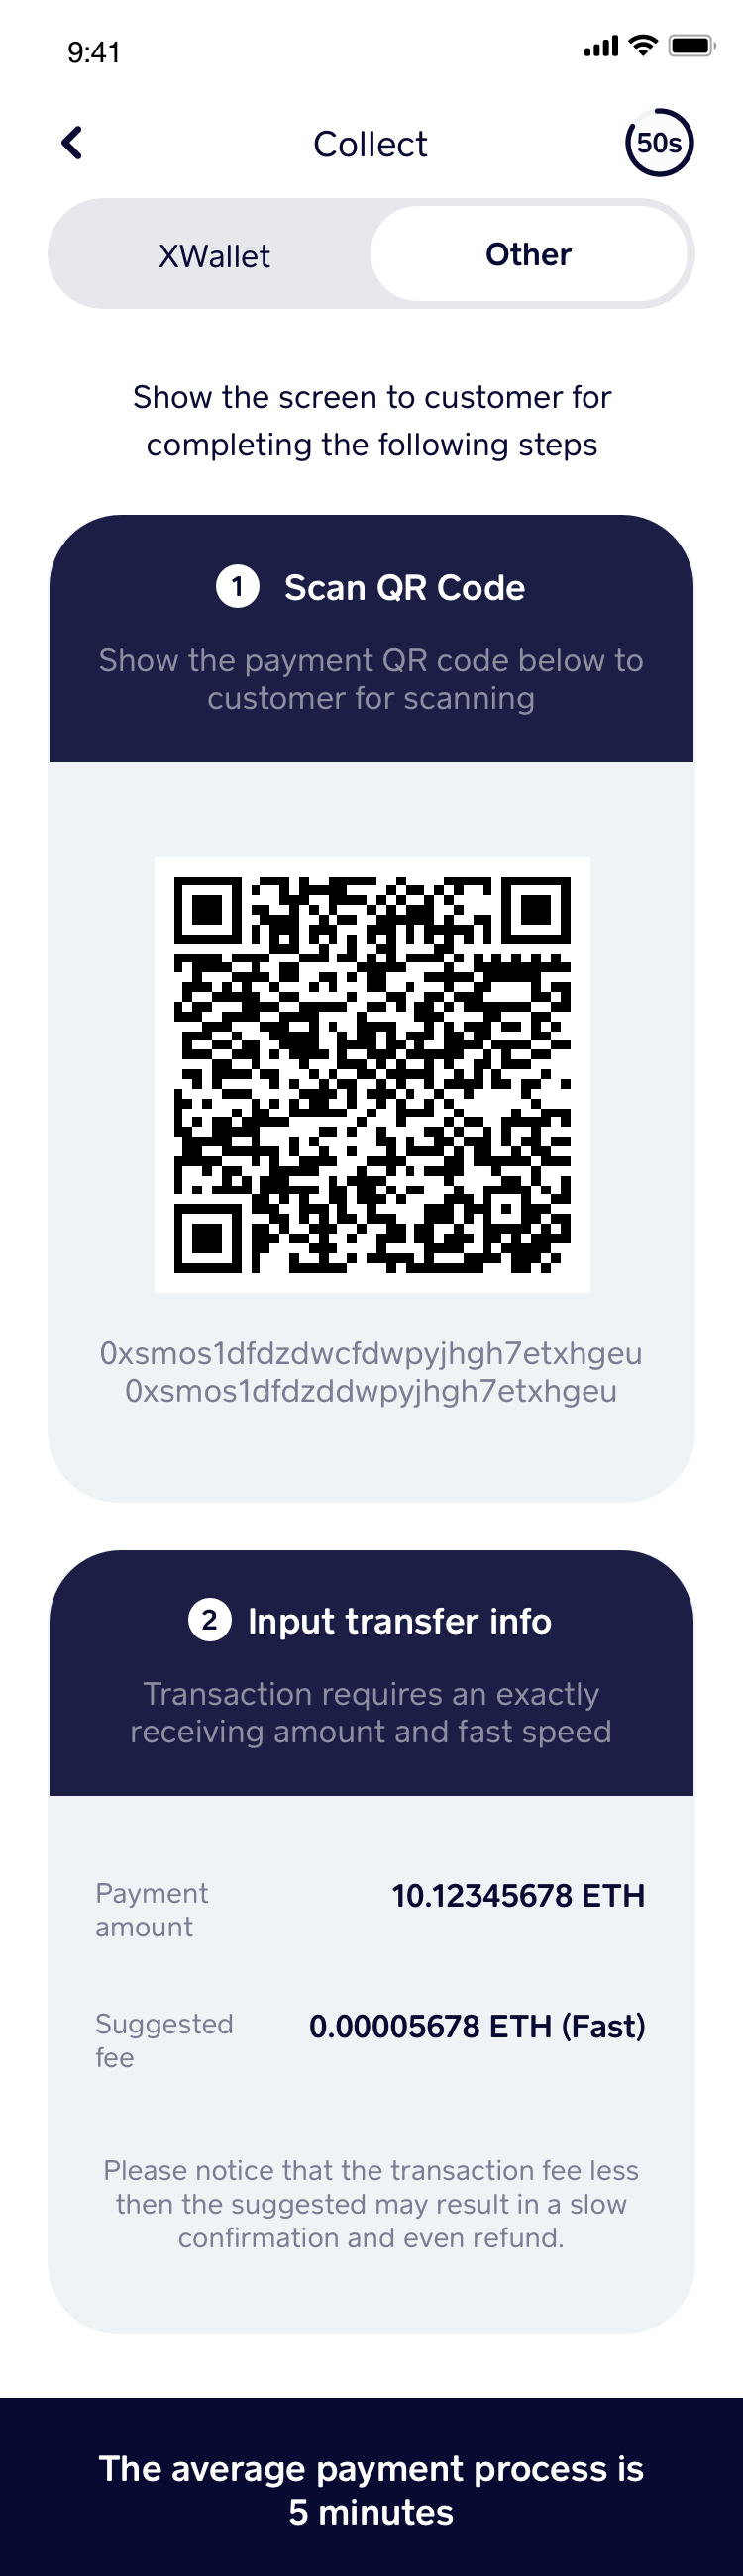 9:41
Collect
50s
XWallet
Other
Show the screen to customer for
completing the following steps
1 Scan QR Code
Show the payment QR code below to
customer for scanning
0xsmos1dfdzdwcfdwpyjhgh7etxhgeu
0xsmos1dfdzddwpyjhgh7etxhgeu
2 Input transfer info
Transaction requires an exactly
receiving amount and fast speed
Payment
amount
10.12345678 ETH
Suggested
fee
0.00005678 ETH (Fast)
Please notice that the transaction fee less
then the suggested may result in a slow
confirmation and even refund.
The average payment process is
5 minutes